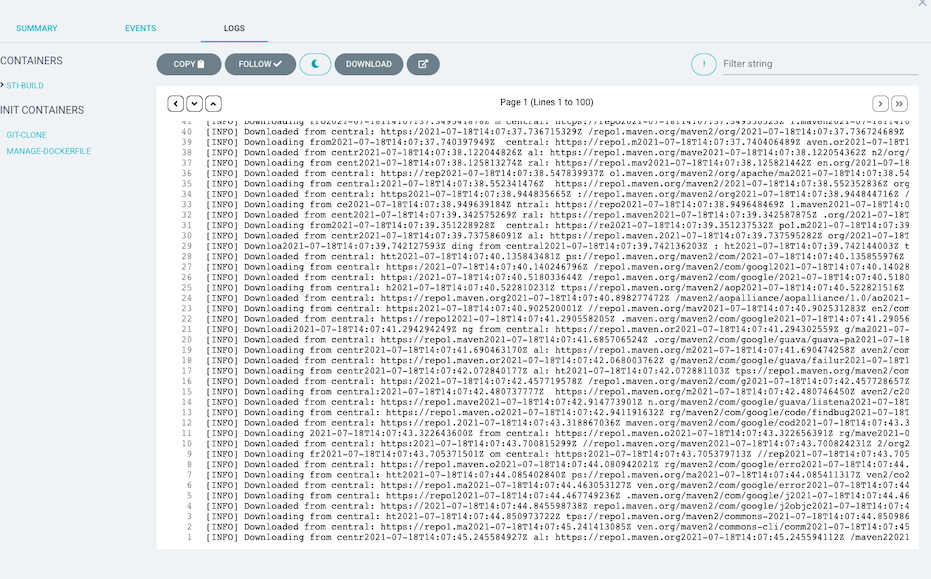 SUMMARY
EVENTS
LOGS
CONTAINERS
STI-BUILD
INIT CONTAINERS
GIT-CLONE
MANAGE-DOCKERFILE
COPY
FOLLOW
DOWNLOAD
Filter string
Page 1 (Lines 1 to 100)
40 [INFO] Downloaded from central: https:/2021-07-18T14:07:37.736715329Z /repo1.maven.org/maven2/org/2021-07-18T14:07:37.736724689Z
39 [INFO] Downloading from2021-07-18T14:07:37.740397949Z  central: https://repo1.m2021-07-18T14:07:37.740406489Z aven.or2021-07-18T1
38 [INFO] Downloaded from centr2021-07-18T14:07:38.122044826Z al: https://repo1.maven.org/mave2021-07-18T14:07:38.122054362Z n2/org/
37 [INFO] Downloading from cent2021-07-18T14:07:38.125813274Z ral: https://repo1.mav2021-07-18T14:07:38.125821442Z en.org/2021-07-18
36 [INFO] Downloaded from central: https://rep2021-07-18T14:07:38.547839937Z o1.maven.org/maven2/org/apache/ma2021-07-18T14:07:38.54
35 [INFO] Downloading from central:2021-07-18T14:07:38.552341476Z  https://repo1.maven.org/maven2/2021-07-18T14:07:38.552352836Z org
34 [INFO] Downloaded from central: https2021-07-18T14:07:38.944835665Z ://repo1.maven.org/maven2/org2021-07-18T14:07:38.944844716Z /
33 [INFO] Downloading from ce2021-07-18T14:07:38.949639184Z ntral: https://repo2021-07-18T14:07:38.949648469Z 1.maven2021-07-18T14:0
32 [INFO] Downloaded from cent2021-07-18T14:07:39.342575269Z ral: https://repo1.maven2021-07-18T14:07:39.342587875Z .org/2021-07-18T
31 [INFO] Downloading from2021-07-18T14:07:39.351228928Z  central: https://re2021-07-18T14:07:39.351237532Z po1.m2021-07-18T14:07:39
30 [INFO] Downloaded from centr2021-07-18T14:07:39.737586091Z al: https://repo1.maven.2021-07-18T14:07:39.737595282Z org/2021-07-18T
29 [INFO] Downloa2021-07-18T14:07:39.742127593Z ding from central2021-07-18T14:07:39.742136203Z : ht2021-07-18T14:07:39.742144003Z t
28 [INFO] Downloaded from central: htt2021-07-18T14:07:40.135843481Z ps://repo1.maven.org/maven2/com/2021-07-18T14:07:40.135855976Z
27 [INFO] Downloading from central: https:/2021-07-18T14:07:40.140246796Z /repo1.maven.org/maven2/com/googl2021-07-18T14:07:40.14028
26 [INFO] Downloaded from central: https:/2021-07-18T14:07:40.518033644Z /repo1.maven.org/maven2/com/google/2021-07-18T14:07:40.5180
25 [INFO] Downloading from central: h2021-07-18T14:07:40.522810231Z ttps://repo1.maven.org/maven2/aop2021-07-18T14:07:40.522821516Z
24 [INFO] Downloaded from central: https://repo1.maven.org2021-07-18T14:07:40.898277472Z /maven2/aopalliance/aopalliance/1.0/ao2021-
23 [INFO] Downloading from central: https:2021-07-18T14:07:40.902520001Z //repo1.maven.org/mav2021-07-18T14:07:40.902531283Z en2/com
22 [INFO] Downloaded from central: https://repo12021-07-18T14:07:41.290558205Z .maven.org/maven2/com/google2021-07-18T14:07:41.29056
21 [INFO] Downloadi2021-07-18T14:07:41.294294249Z ng from central: https://repo1.maven.or2021-07-18T14:07:41.294302559Z g/ma2021-07-
20 [INFO] Downloaded from central: https://repo1.maven2021-07-18T14:07:41.685706524Z .org/maven2/com/google/guava/guava-pa2021-07-18
19 [INFO] Downloading from centr2021-07-18T14:07:41.690463170Z al: https://repo1.maven.org/m2021-07-18T14:07:41.690474258Z aven2/com
18 [INFO] Downloaded from central: https://repo1.maven.or2021-07-18T14:07:42.068003762Z g/maven2/com/google/guava/failur2021-07-18T1
17 [INFO] Downloading from centr2021-07-18T14:07:42.072840177Z al: ht2021-07-18T14:07:42.072881103Z tps://repo1.maven.org/maven2/com
16 [INFO] Downloaded from central: https:/2021-07-18T14:07:42.457719578Z /repo1.maven.org/maven2/com/g2021-07-18T14:07:42.457728657Z
15 [INFO] Downloading from central:2021-07-18T14:07:42.480737777Z  https://repo1.maven.org/m2021-07-18T14:07:42.480746454Z aven2/c20
14 [INFO] Downloaded from central: https://repo1.mave2021-07-18T14:07:42.914773901Z n.org/maven2/com/google/guava/listena2021-07-18T
13 [INFO] Downloading from central: https://repo1.maven.o2021-07-18T14:07:42.941191632Z rg/maven2/com/google/code/findbug2021-07-18T
12 [INFO] Downloaded from central: https://repo1.2021-07-18T14:07:43.318867036Z maven.org/maven2/com/google/cod2021-07-18T14:07:43.3
11 [INFO] Downloading 2021-07-18T14:07:43.322643600Z from central: https://repo1.maven.o2021-07-18T14:07:43.322656391Z rg/mave2021-0
10 [INFO] Downloaded from central: https:2021-07-18T14:07:43.700815299Z //repo1.maven.org/maven2021-07-18T14:07:43.700824231Z 2/org2
9 [INFO] Downloading fr2021-07-18T14:07:43.705371501Z om central: https:2021-07-18T14:07:43.705379713Z //rep2021-07-18T14:07:43.705
8 [INFO] Downloaded from central: https://repo1.maven.o2021-07-18T14:07:44.080942021Z rg/maven2/com/google/erro2021-07-18T14:07:44.080
7 [INFO] Downloading from central: htt2021-07-18T14:07:44.085402840Z ps://repo1.maven.org/ma2021-07-18T14:07:44.085411317Z ven2/co2
6 [INFO] Downloaded from central: https://repo1.ma2021-07-18T14:07:44.463053127Z ven.org/maven2/com/google/error2021-07-18T14:07:44
5 [INFO] Downloading from central: https://repo12021-07-18T14:07:44.467749236Z .maven.org/maven2/com/google/j2021-07-18T14:07:44.46
4 [INFO] Downloaded from central: https://2021-07-18T14:07:44.845598738Z repo1.maven.org/maven2/com/google/j2objc2021-07-18T14:07:4
3 [INFO] Downloading from central: ht2021-07-18T14:07:44.850973722Z tps://repo1.maven.org/maven2/commons-2021-07-18T14:07:44.850986
2 [INFO] Downloaded from central: https://repo1.ma2021-07-18T14:07:45.241413085Z ven.org/maven2/commons-cli/comm2021-07-18T14:07:45
1 [INFO] Downloading from centr2021-07-18T14:07:45.245584927Z al: https://repo1.maven.org2021-07-18T14:07:45.245594112Z /maven22021